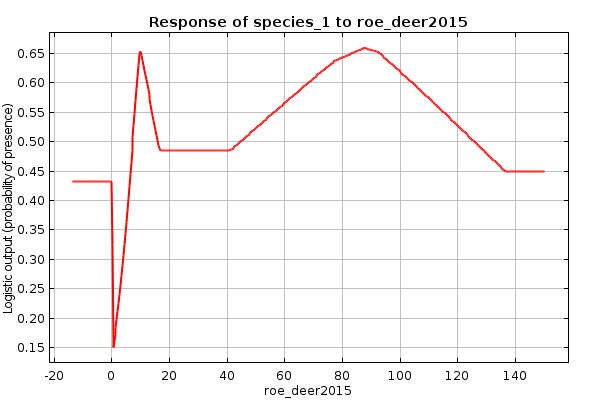 Response of species_1 to roe_deer2015
Logistic output (probability of presence)
0.65
0.60
0.55
0.50
0.45
0.40
0.35
0.30
0.25
0.20
0.15
-20 0 20 40 60 80 100 120 140
roe_deer2015